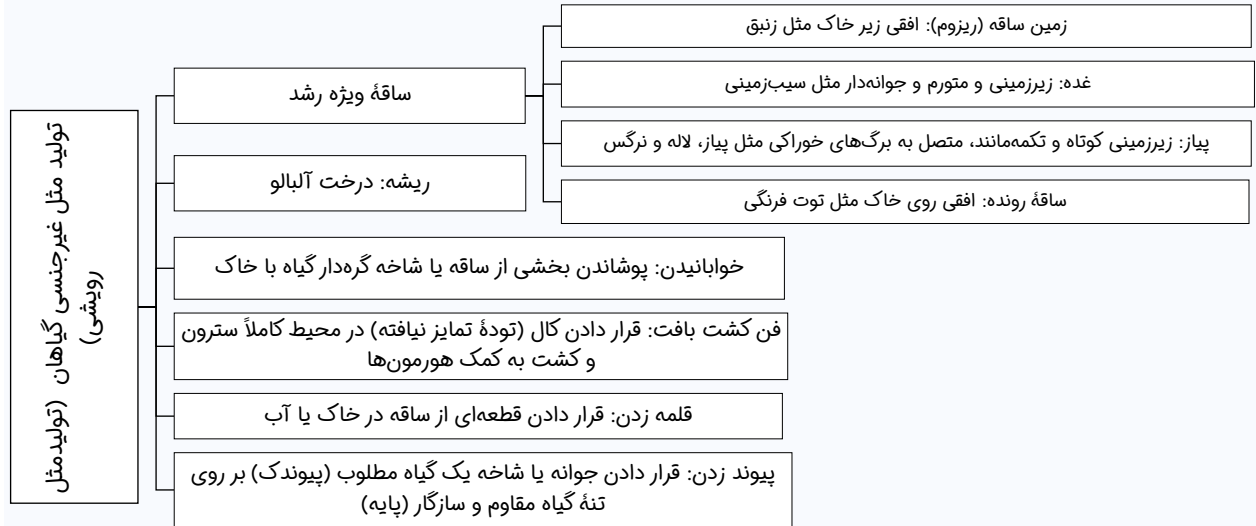 تولید مثل غیرجنسی گیاهان (تولیدمثل
رویشی)
ساقهٔ ویژه رشد
زمین ساقه (ریزوم): افقی زیر خاک مثل زنبق
غده: زیرزمینی و متورم و جوانه‌دار مثل سیب‌زمینی
پیاز: زیرزمینی کوتاه و تکمه‌مانند، متصل به برگ‌های خوراکی مثل پیاز، لاله و نرگس
ساقهٔ رونده: افقی روی خاک مثل توت فرنگی
ریشه: درخت آلبالو
خوابانیدن: پوشاندن بخشی از ساقه یا شاخه گره‌دار گیاه با خاک
فن کشت بافت: قرار دادن کال (تودهٔ تمایز نیافته) در محیط کاملاً سترون
و کشت به کمک هورمون‌ها
قلمه زدن: قرار دادن قطعه‌ای از ساقه در خاک یا آب
پیوند زدن: قرار دادن جوانه یا شاخه یک گیاه مطلوب (پیوندک) بر روی
تنهٔ گیاه مقاوم و سازگار (پایه)